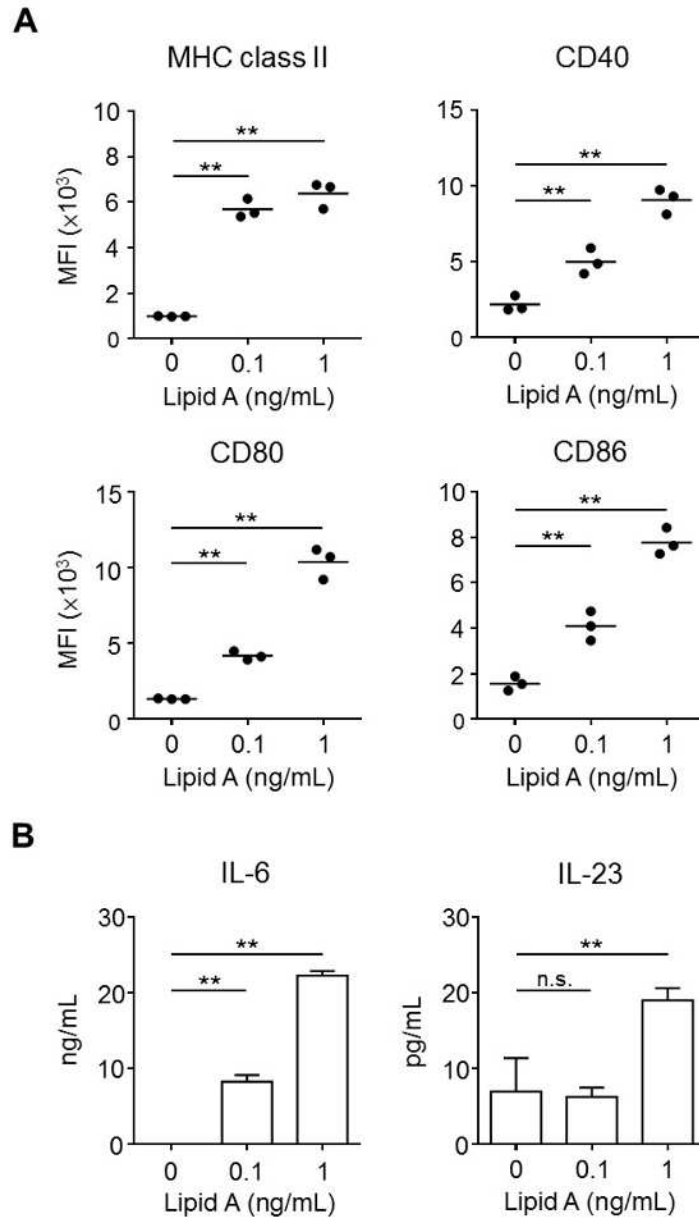 A
MHC class II
CD40
10
8
6
4
2
0
MFI (×10³)
**
**
0 0.1 1
Lipid A (ng/mL)
15
10
5
0
**
**
0 0.1 1
Lipid A (ng/mL)
CD80
CD86
15
10
5
0
MFI (×10³)
**
**
0 0.1 1
Lipid A (ng/mL)
10
8
6
4
2
0
**
**
0 0.1 1
Lipid A (ng/mL)
B
IL-6
IL-23
30
20
10
0
ng/mL
**
**
0 0.1 1
Lipid A (ng/mL)
30
20
10
0
pg/mL
**
n.s.
0 0.1 1
Lipid A (ng/mL)